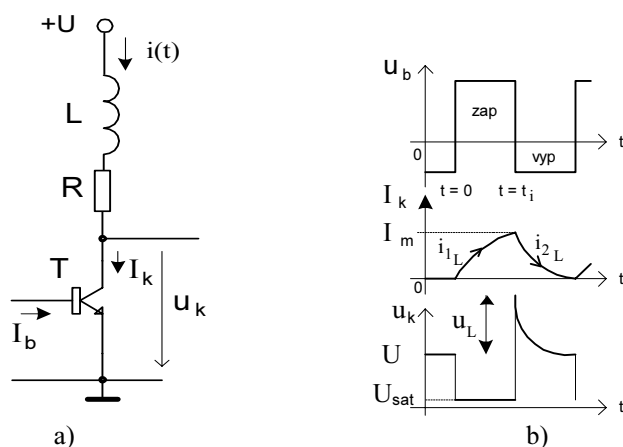 +U
i(t)
L
R
T
I_k
I_b
u_k
a)
u_b
zap
0
vyp
t
t = 0
t = t_i
I_k
I_m
i_1L
i_2L
0
t
u_k
u_L
U
U_sat
t
b)